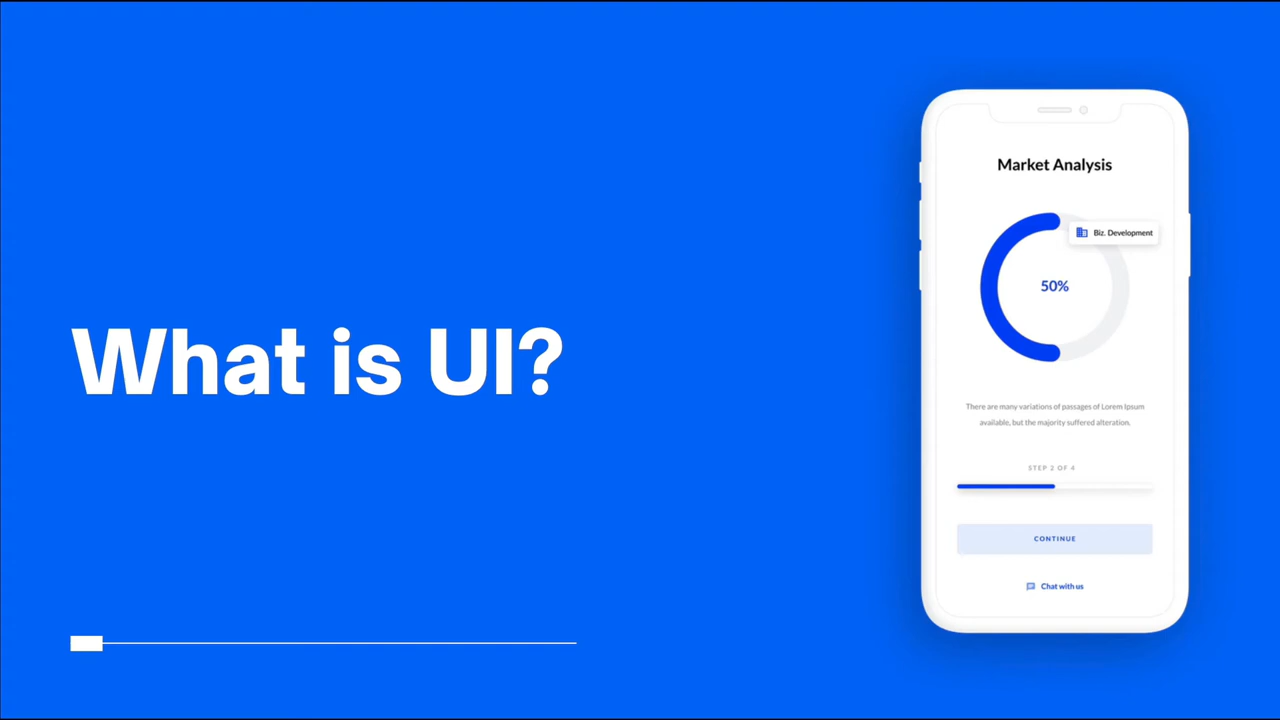 What is UI?
Market Analysis
Biz. Development
50%
There are many variations of passages of Lorem Ipsum
available, but the majority suffered alteration.
STEP 2 OF 4
CONTINUE
Chat with us